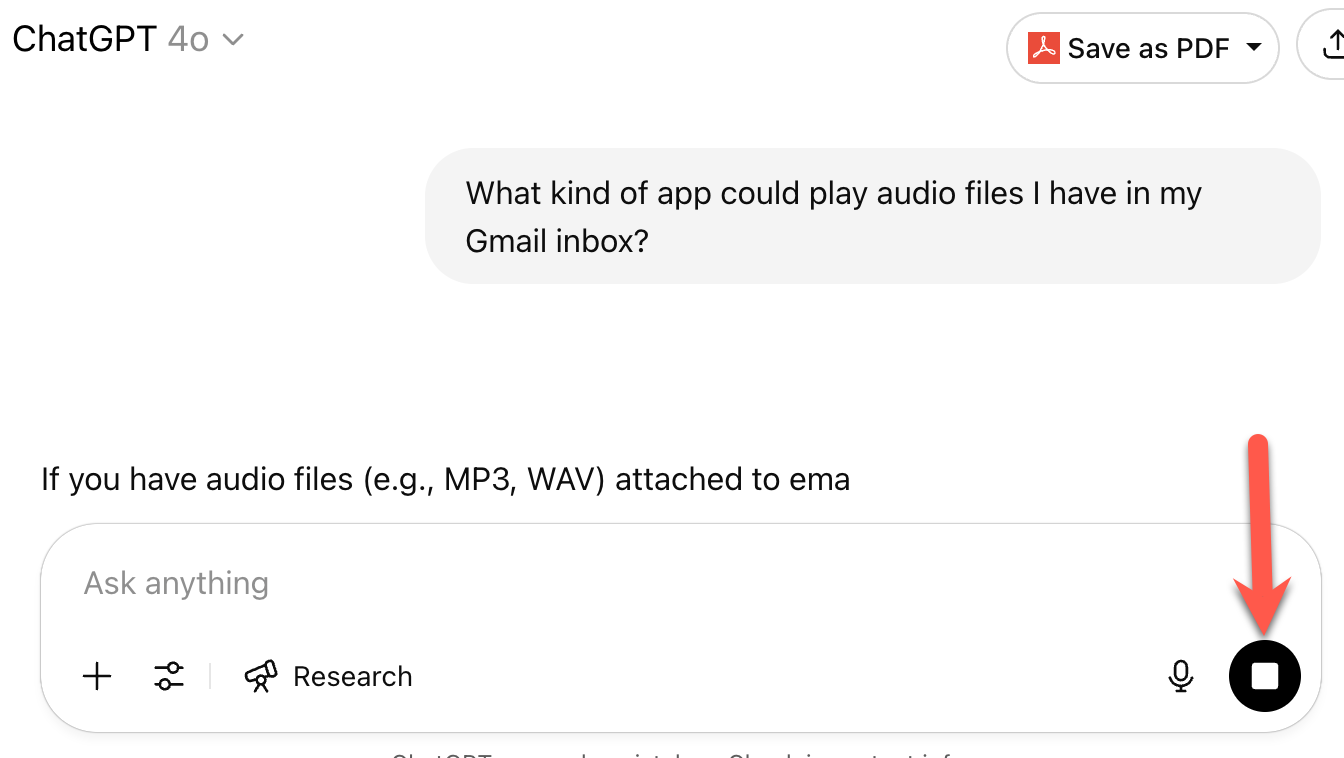 ChatGPT 4o
Save as PDF
What kind of app could play audio files I have in my
Gmail inbox?
If you have audio files (e.g., MP3, WAV) attached to ema
Ask anything
Research
ChatGPT